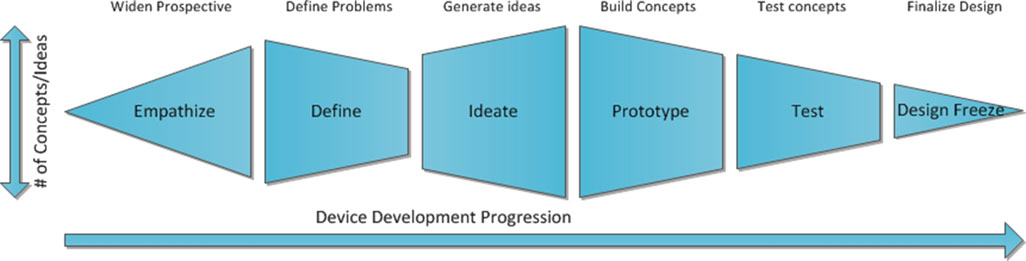 Widen Prospective
Define Problems
Generate ideas
Build Concepts
Test concepts
Finalize Design
# of Concepts/Ideas
Empathize
Define
Ideate
Prototype
Test
Design Freeze
Device Development Progression